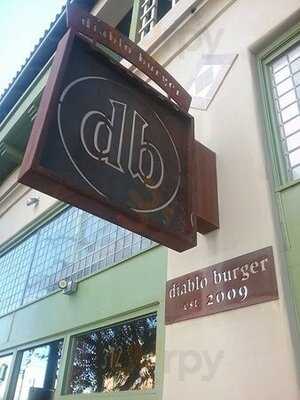 diablo burger
db
diablo burger
est. 2009